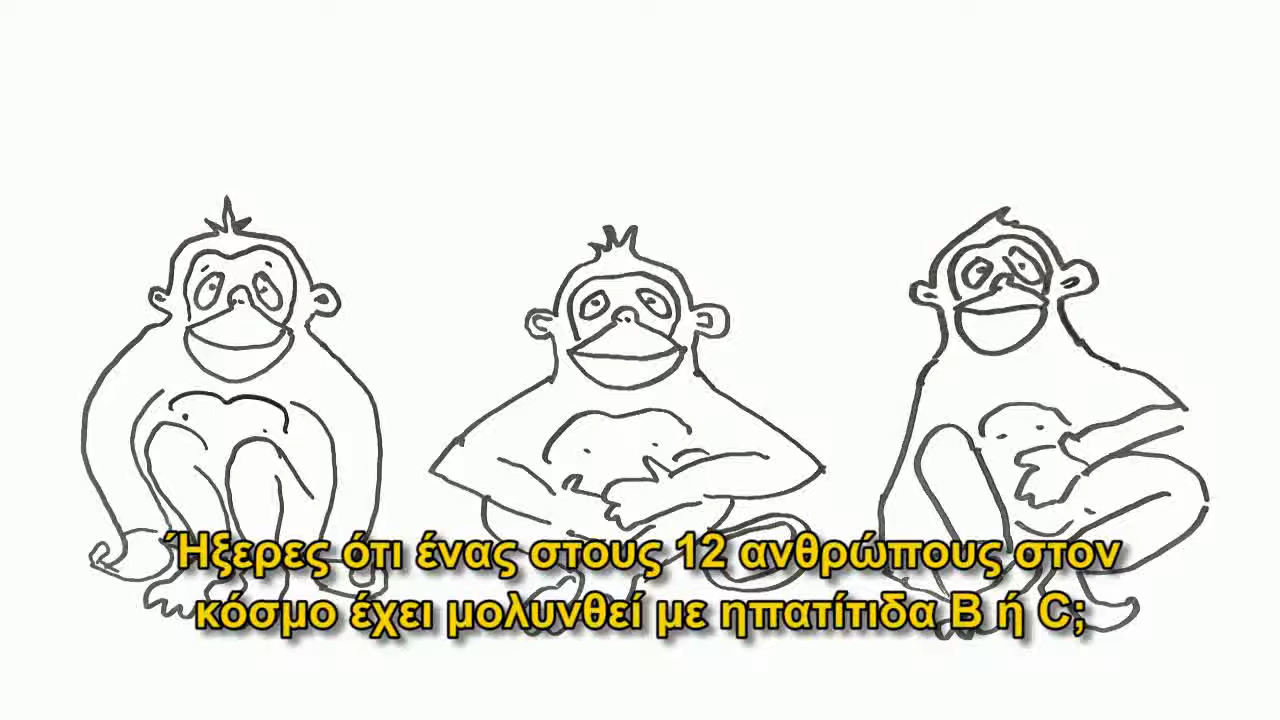 Ήξερες ότι ένας στους 12 ανθρώπους στον
κόσμο έχει μολυνθεί με ηπατίτιδα Β ή C;